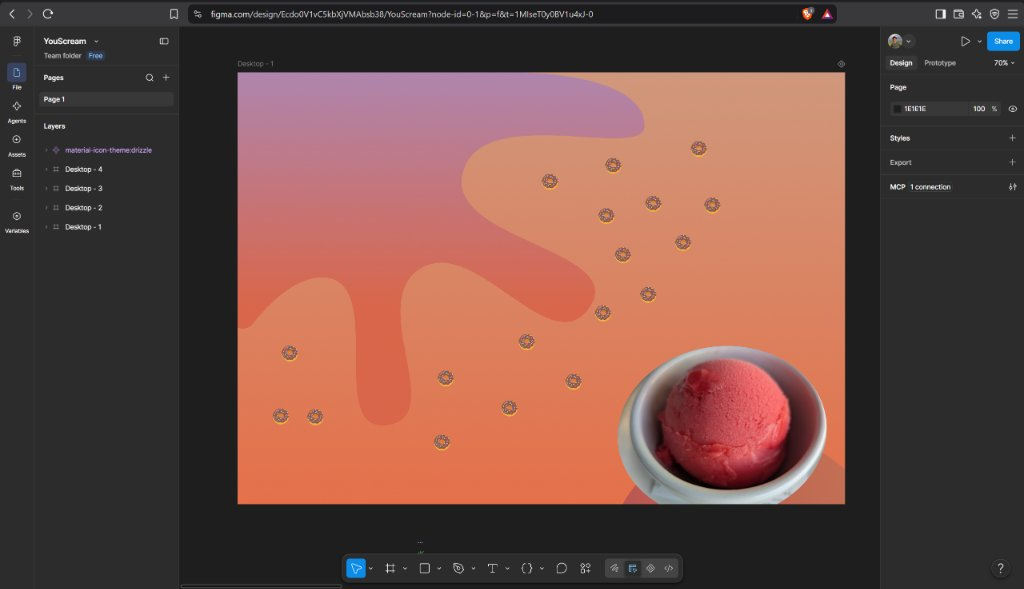 figma.com/design/Ecdo0V1vC5kbXjVMAbsb38/YouScream?node-id=0-1&p=f&t=1MIseT0y0BV1u4xJ-0
YouScream
Team folder Free
File
Agents
Assets
Tools
Variables
Pages
Page 1
Layers
material-icon-theme:drizzle
Desktop - 4
Desktop - 3
Desktop - 2
Desktop - 1
Desktop - 1
Share
Design Prototype 70%
Page
1E1E1E 100 %
Styles
Export
MCP 1 connection
?